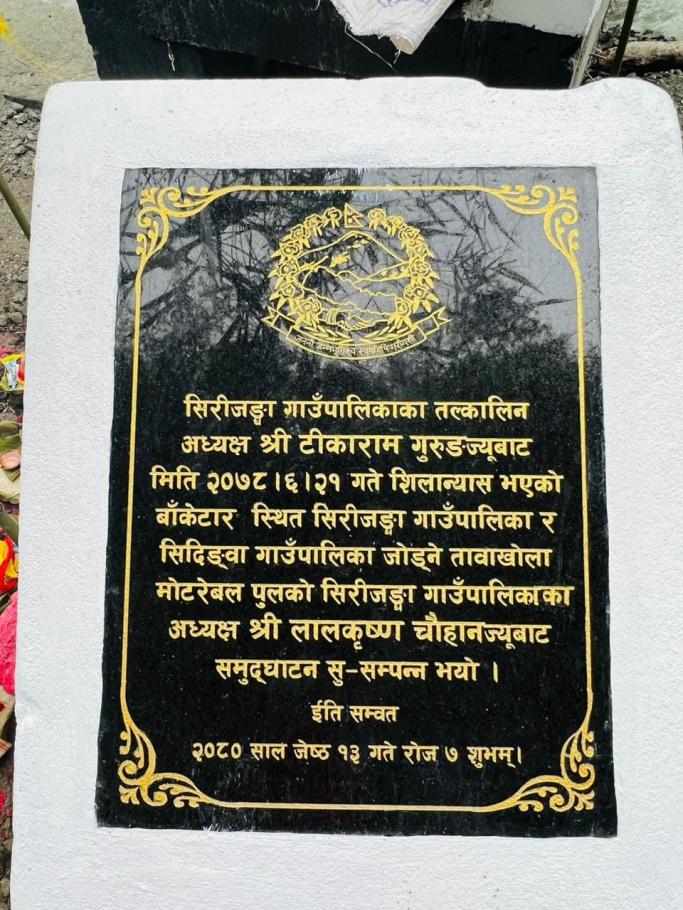 सिरीजङ्घा गाउँपालिकाका तत्कालिन
अध्यक्ष श्री टीकाराम गुरुङज्यूबाट
मिति २०७८।६।२१ गते शिलान्यास भएको
बाँकेटार स्थित सिरीजङ्घा गाउँपालिका र
सिदिङ्वा गाउँपालिका जोड्ने तावाखोला
मोटरेबल पुलको सिरीजङ्घा गाउँपालिकाका
अध्यक्ष श्री लालकृष्ण चौहानज्यूबाट
समुद्घाटन सु-सम्पन्न भयो ।
ईति सम्वत
२०८० साल जेष्ठ १३ गते रोज ७ शुभम्।